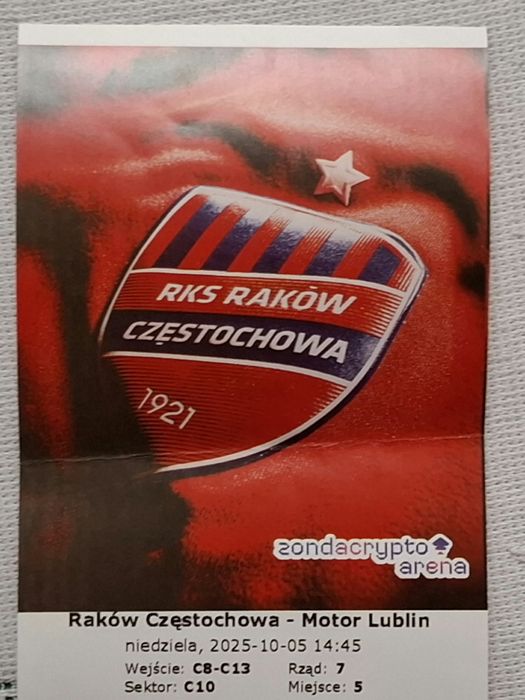 RKS RAKÓW
CZĘSTOCHOWA
1921
zondacrypto
arena
Raków Częstochowa - Motor Lublin
niedziela, 2025-10-05 14:45
Wejście: C8-C13 Rząd: 7
Sektor: C10 Miejsce: 5